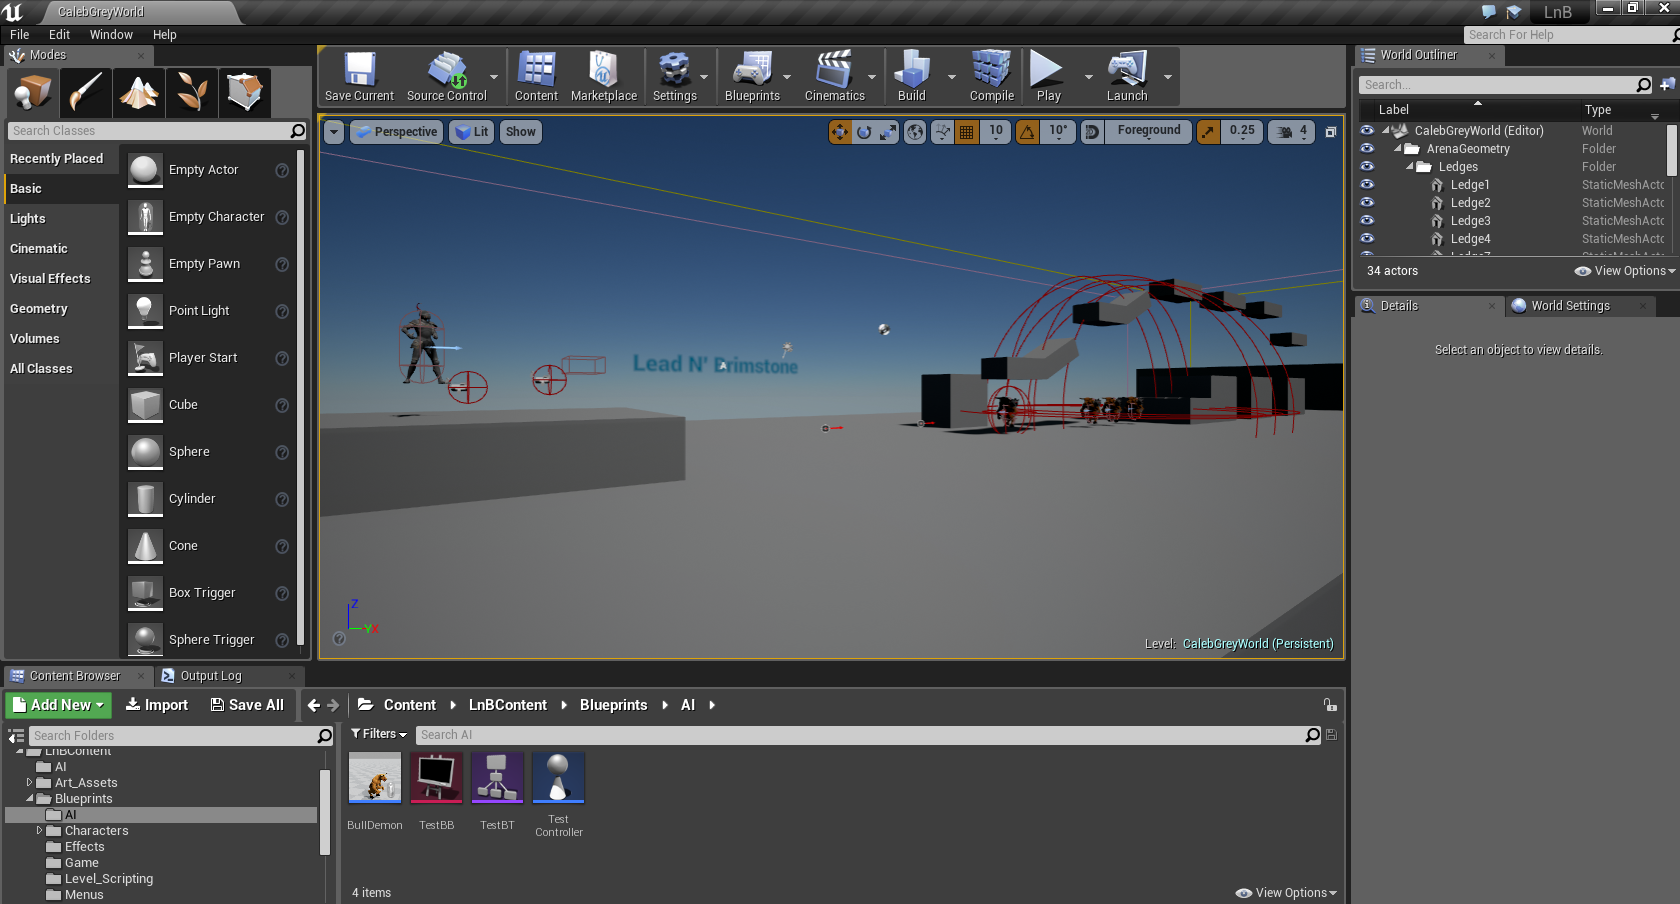 CalebGreyWorld
LnB
File Edit Window Help
Search For Help
Modes
Search Classes
Recently Placed
Basic
Lights
Cinematic
Visual Effects
Geometry
Volumes
All Classes
Empty Actor
Empty Character
Empty Pawn
Point Light
Player Start
Cube
Sphere
Cylinder
Cone
Box Trigger
Sphere Trigger
Save Current Source Control Content Marketplace Settings Blueprints Cinematics Build Compile Play Launch
Perspective Lit Show 10 10° Foreground 0.25 4
Lead N' Brimstone
Z
Y X
Level: CalebGreyWorld (Persistent)
World Outliner
Search...
Label Type
CalebGreyWorld (Editor) World
ArenaGeometry Folder
Ledges Folder
Ledge1 StaticMeshActo
Ledge2 StaticMeshActo
Ledge3 StaticMeshActo
Ledge4 StaticMeshActo
34 actors View Options
Details World Settings
Select an object to view details.
Content Browser Output Log
Add New Import Save All Content LnBContent Blueprints AI
Search Folders
LnBContent
AI
Art_Assets
Blueprints
AI
Characters
Effects
Game
Level_Scripting
Menus
Filters Search AI
BullDemon
TestBB
TestBT
Test
Controller
4 items View Options